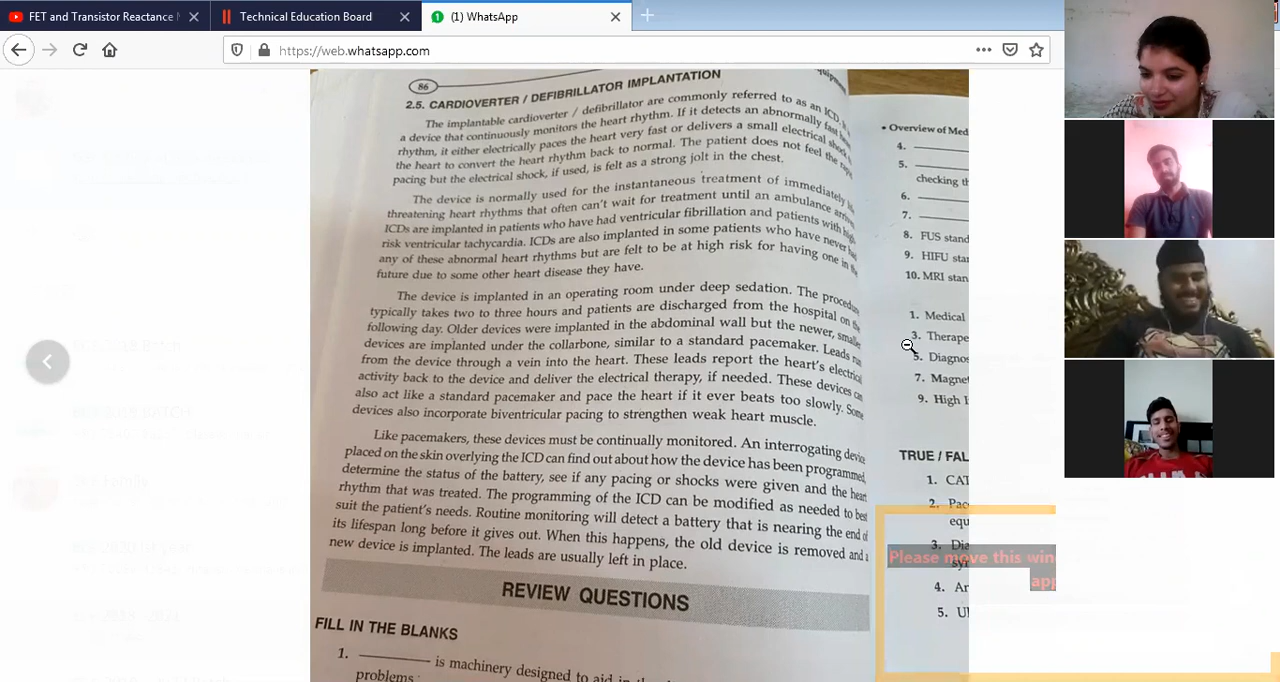 FET and Transistor Reactance
Technical Education Board
(1) WhatsApp
https://web.whatsapp.com
86
2.5. CARDIOVERTER / DEFIBRILLATOR IMPLANTATION
The implantable cardioverter / defibrillator are commonly referred to as an ICD.
a device that continuously monitors the heart rhythm. If it detects an abnormally fast
rhythm, it either electrically paces the heart very fast or delivers a small electrical shock
the heart to convert the heart rhythm back to normal. The patient does not feel the
pacing but the electrical shock, if used, is felt as a strong jolt in the chest.
The device is normally used for the instantaneous treatment of immediately
threatening heart rhythms that often can't wait for treatment until an ambulance
ICDs are implanted in patients who have had ventricular fibrillation and patients with
risk ventricular tachycardia. ICDs are also implanted in some patients who have never
any of these abnormal heart rhythms but are felt to be at high risk for having one in
future due to some other heart disease they have.
The device is implanted in an operating room under deep sedation. The procedure
typically takes two to three hours and patients are discharged from the hospital on
following day. Older devices were implanted in the abdominal wall but the newer,
devices are implanted under the collarbone, similar to a standard pacemaker. Leads
from the device through a vein into the heart. These leads report the heart's
activity back to the device and deliver the electrical therapy, if needed. These devices
also act like a standard pacemaker and pace the heart if it ever beats too slowly. Some
devices also incorporate biventricular pacing to strengthen weak heart muscle.
Like pacemakers, these devices must be continually monitored. An interrogating device
placed on the skin overlying the ICD can find out about how the device has been programmed,
determine the status of the battery, see if any pacing or shocks were given and the heart
rhythm that was treated. The programming of the ICD can be modified as needed to best
suit the patient's needs. Routine monitoring will detect a battery that is nearing the end of
its lifespan long before it gives out. When this happens, the old device is removed and a
new device is implanted. The leads are usually left in place.
REVIEW QUESTIONS
FILL IN THE BLANKS
1. ________ is machinery designed to aid in the
problems.
• Overview of Med
4. ________
5. ________
checking th
6. ________
7. ________
8. FUS stand
9. HIFU sta
10. MRI stan
1. Medical
3. Therape
5. Diagnos
7. Magne
9. High I
TRUE / FAL
1. CAT
2. Pac
equ
3. Dia
sy
4. Ar
5. Ul
Please move this win
app